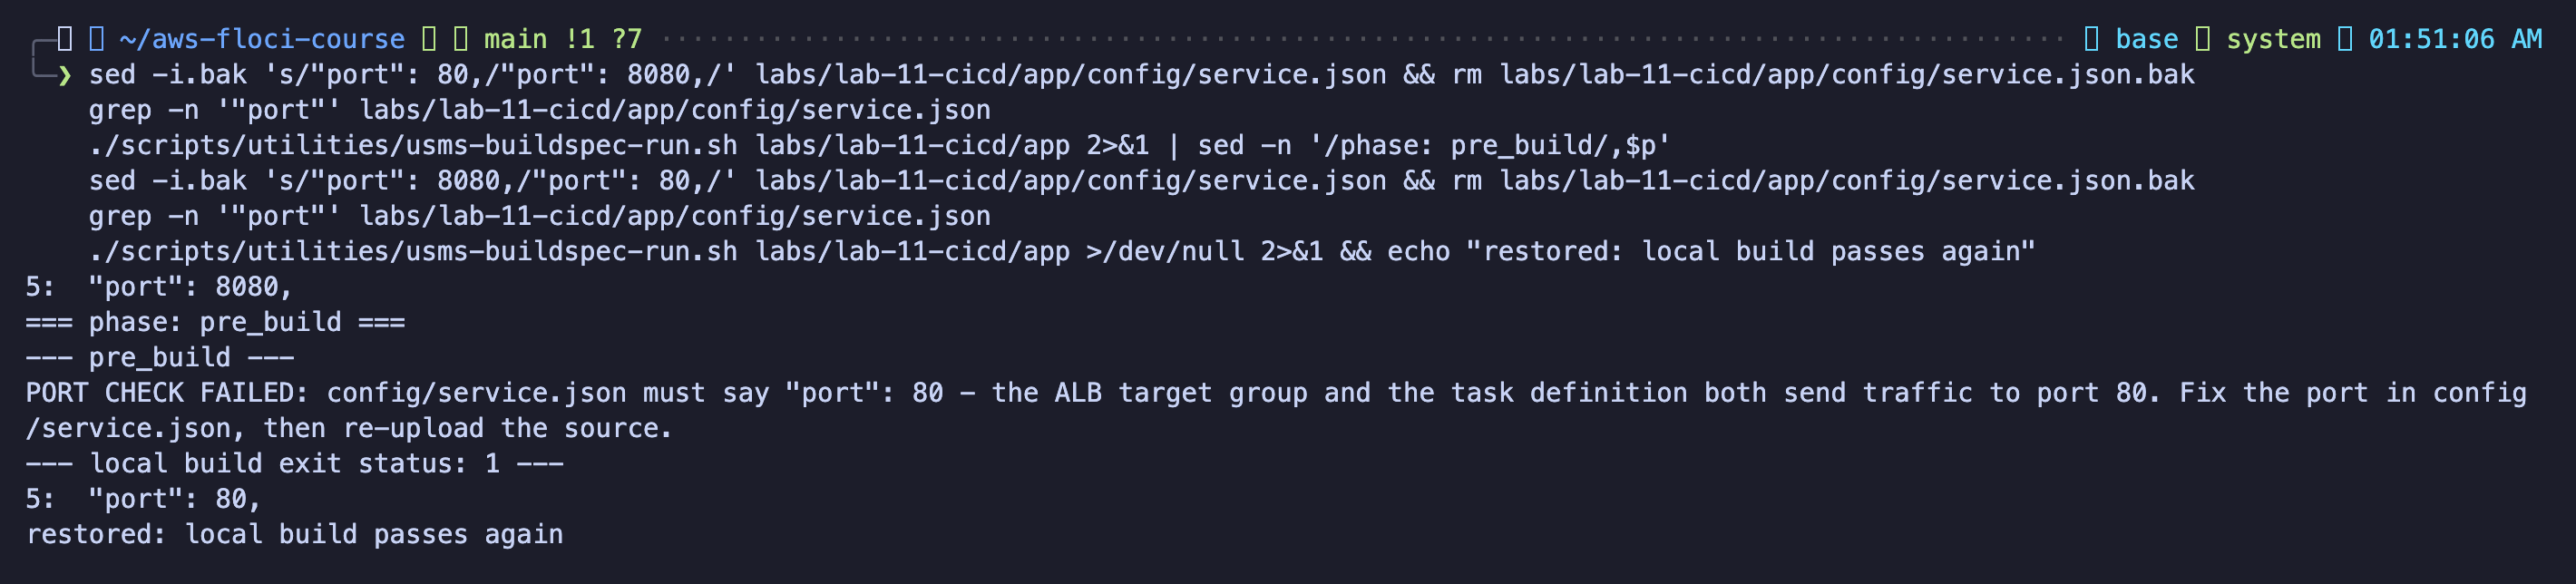 ~/aws-floci-course main !1 ?7 base system 01:51:06 AM
❯ sed -i.bak 's/"port": 80,/"port": 8080,/' labs/lab-11-cicd/app/config/service.json && rm labs/lab-11-cicd/app/config/service.json.bak
grep -n '"port"' labs/lab-11-cicd/app/config/service.json
./scripts/utilities/usms-buildspec-run.sh labs/lab-11-cicd/app 2>&1 | sed -n '/phase: pre_build/,$p'
sed -i.bak 's/"port": 8080,/"port": 80,/' labs/lab-11-cicd/app/config/service.json && rm labs/lab-11-cicd/app/config/service.json.bak
grep -n '"port"' labs/lab-11-cicd/app/config/service.json
./scripts/utilities/usms-buildspec-run.sh labs/lab-11-cicd/app >/dev/null 2>&1 && echo "restored: local build passes again"
5:  "port": 8080,
=== phase: pre_build ===
--- pre_build ---
PORT CHECK FAILED: config/service.json must say "port": 80 - the ALB target group and the task definition both send traffic to port 80. Fix the port in config
/service.json, then re-upload the source.
--- local build exit status: 1 ---
5:  "port": 80,
restored: local build passes again